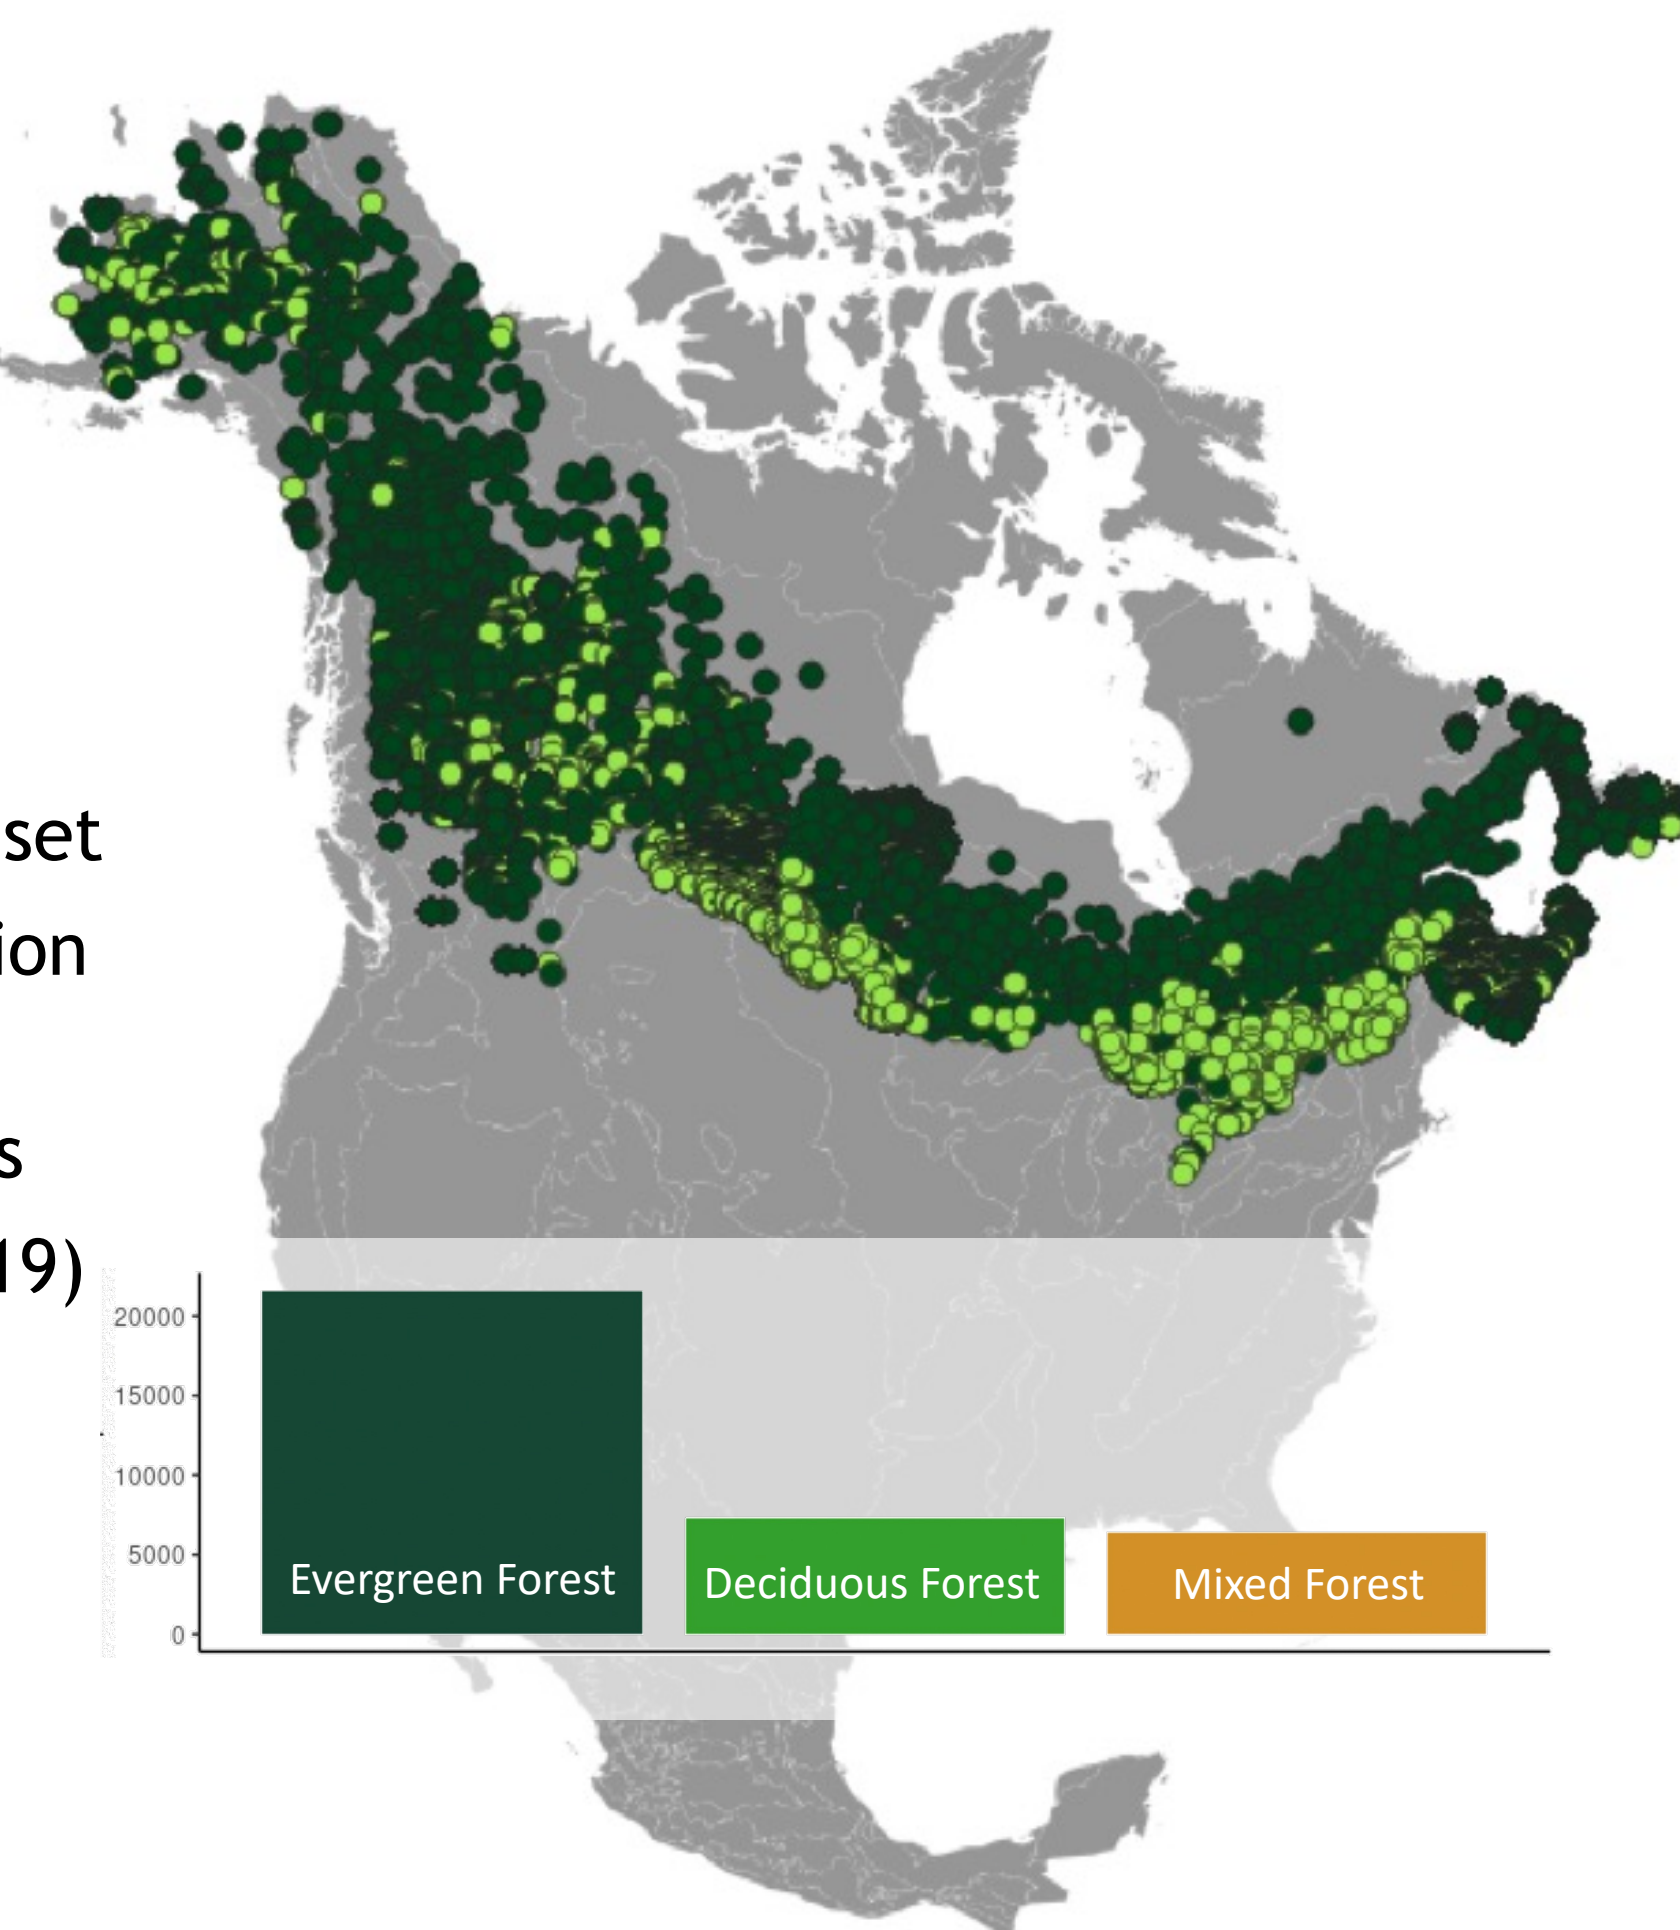 set
ion
s
19)
20000
15000
10000
5000
0
Evergreen Forest
Deciduous Forest
Mixed Forest